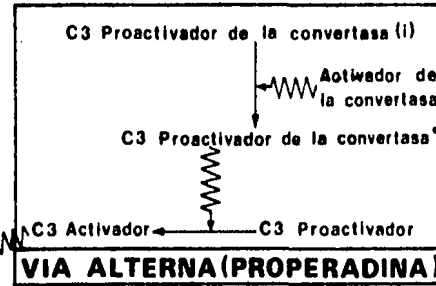 C3 Proactivador de la convertasa (i)
Activador de
la convertasa
C3 Proactivador de la convertasa
C3 Activador C3 Proactivador
VIA ALTERNA (PROPERADINA)